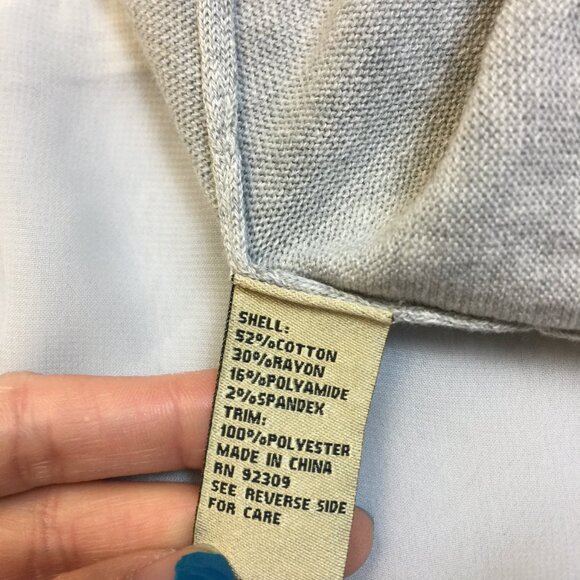 SHELL:
52%COTTON
30%RAYON
16%POLYAMIDE
2%SPANDEX
TRIM:
100%POLYESTER
MADE IN CHINA
RN 92309
SEE REVERSE SIDE
FOR CARE